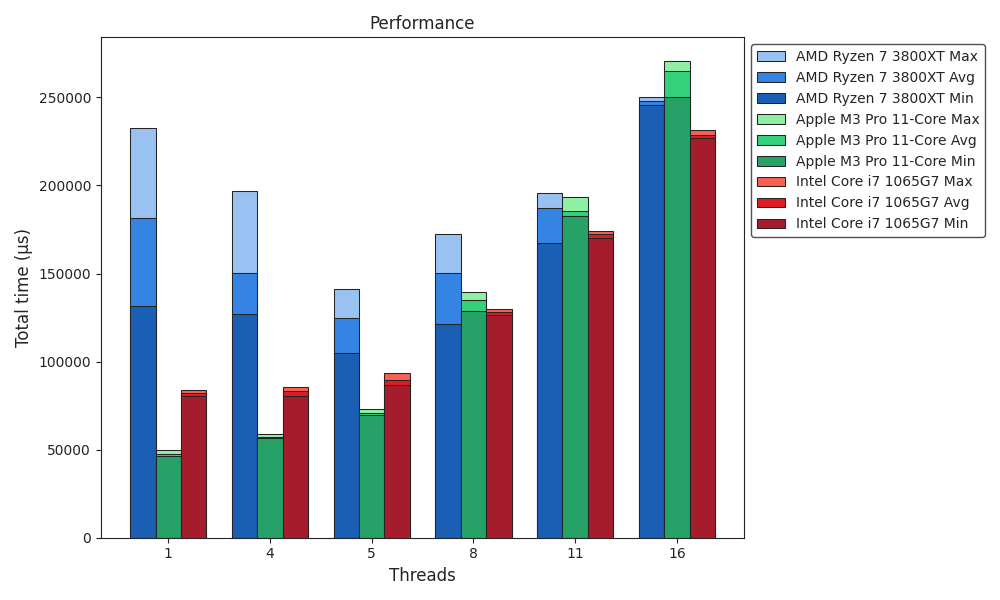 Performance
Total time (µs)
250000
200000
150000
100000
50000
0
1 4 5 8 11 16
Threads
AMD Ryzen 7 3800XT Max
AMD Ryzen 7 3800XT Avg
AMD Ryzen 7 3800XT Min
Apple M3 Pro 11-Core Max
Apple M3 Pro 11-Core Avg
Apple M3 Pro 11-Core Min
Intel Core i7 1065G7 Max
Intel Core i7 1065G7 Avg
Intel Core i7 1065G7 Min